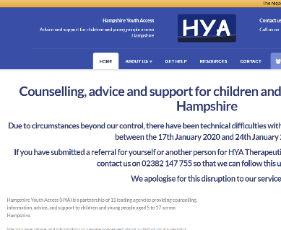 Hampshire Youth Access
Advice and support for children and young people across
Hampshire
HYA
Contact us
Call us on
HOME ABOUT US GET HELP RESOURCES CONTACT
Counselling, advice and support for children and
Hampshire
Due to circumstances beyond our control, there have been technical difficulties with
between the 17th January 2020 and 24th January
If you have submitted a referral for yourself or another person for HYA Therapeuti
contact us on 02382 147 755 so that we can follow this u
We apologise for this disruption to our service
Hampshire Youth Access (HYA) is a partnership of 11 leading agencies providing counselling
information, advice, and support to children and young people aged 5 to 17 across
Hampshire.